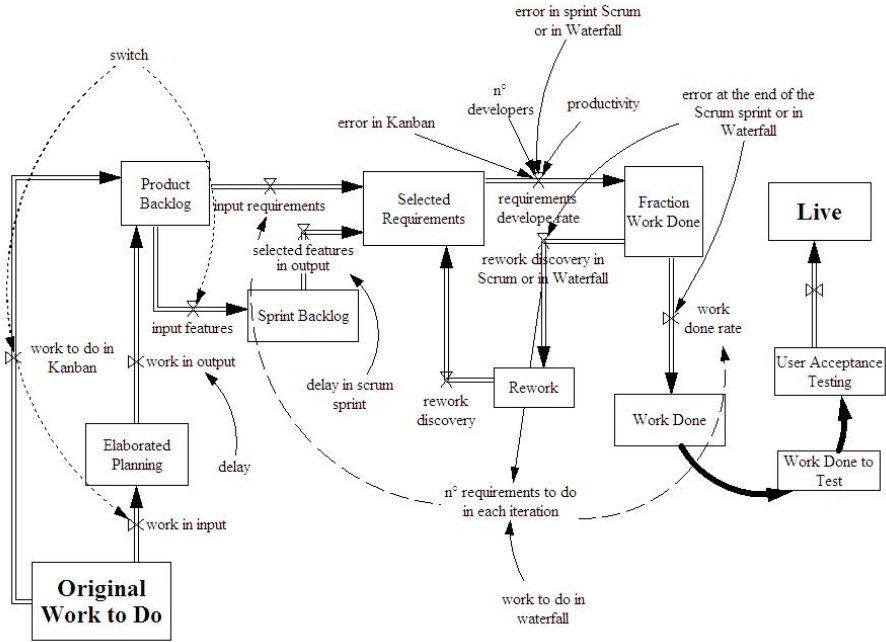 error in sprint Scrum
or in Waterfall
switch
n°
developers
productivity
error at the end of the
Scrum sprint or in
Waterfall
error in Kanban
Product
Backlog
input requirements
Selected
Requirements
requirements
develope rate
Fraction
Work Done
Live
selected features
in output
rework discovery in
Scrum or in Waterfall
input features
Sprint Backlog
work
done rate
work to do in
Kanban
work in output
delay in scrum
sprint
rework
discovery
Rework
User Acceptance
Testing
Elaborated
Planning
delay
Work Done
Work Done to
Test
n° requirements to do
in each iteration
work in input
Original
Work to Do
work to do in
waterfall